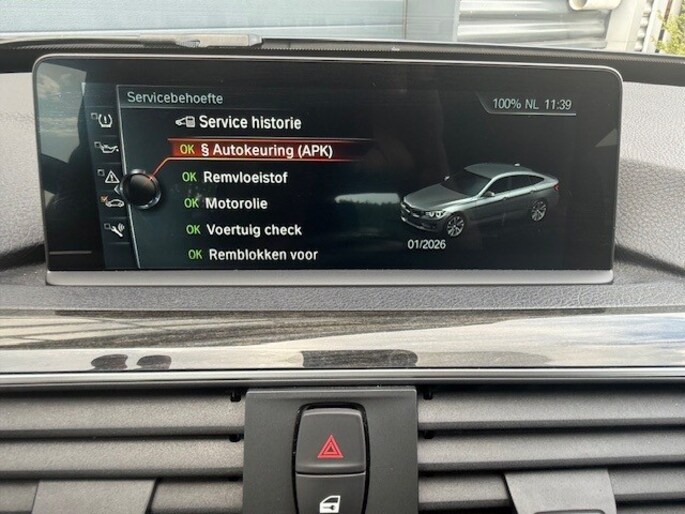 Servicebehoefte
100% NL 11:39
Service historie
OK § Autokeuring (APK)
OK Remvloeistof
OK Motorolie
OK Voertuig check
OK Remblokken voor
01/2026